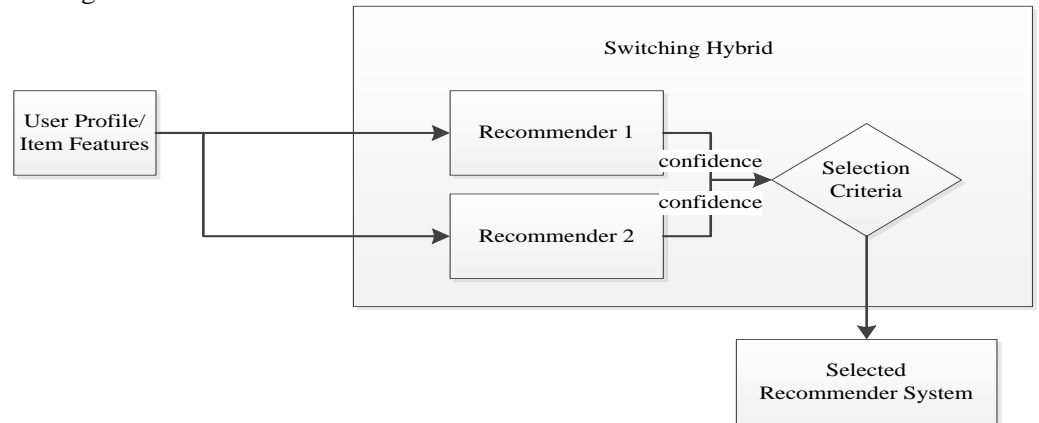 Switching Hybrid
User Profile/
Item Features
Recommender 1
confidence
Selection
Criteria
confidence
Recommender 2
Selected
Recommender System